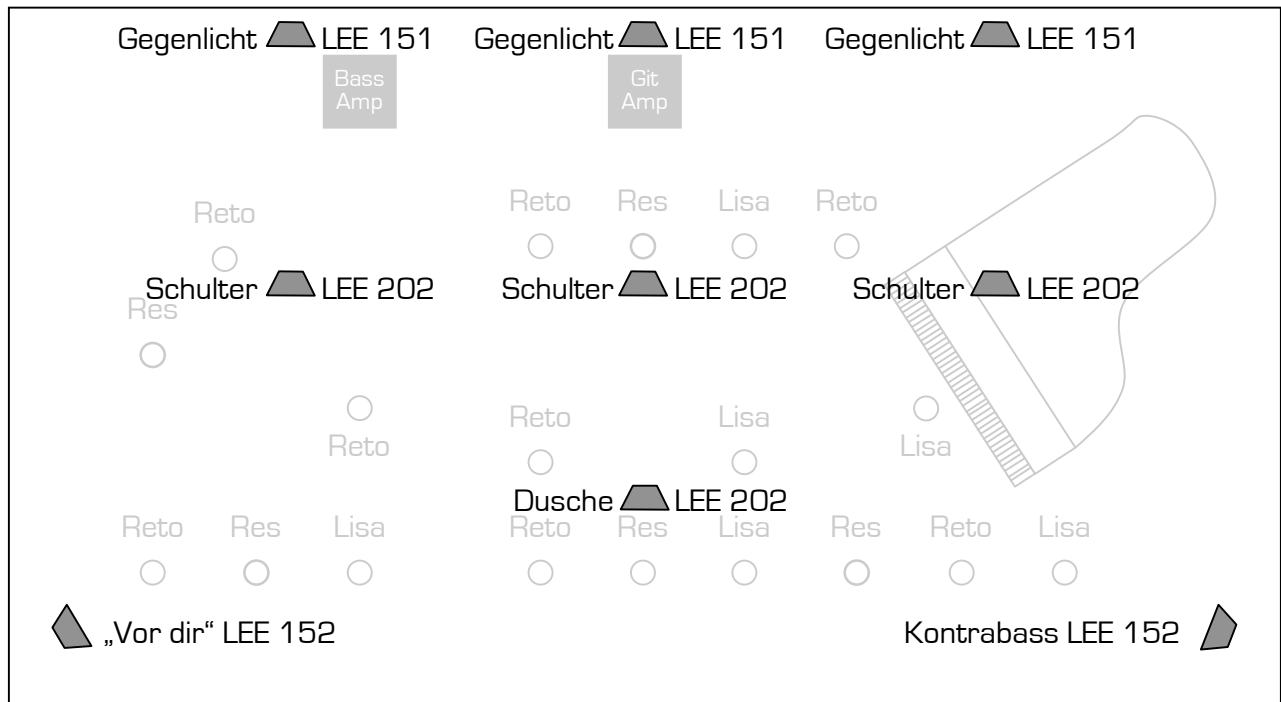 Gegenlicht LEE 151 Gegenlicht LEE 151 Gegenlicht LEE 151
Bass
Amp
Git
Amp
Reto Res Lisa Reto
Reto
Schulter LEE 202 Schulter LEE 202 Schulter LEE 202
Res
Reto Lisa
Reto Lisa
Dusche LEE 202
Reto Res Lisa Reto Res Lisa Res Reto Lisa
„Vor dir“ LEE 152 Kontrabass LEE 152